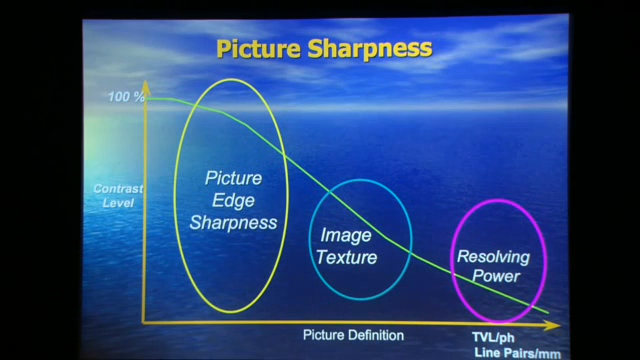 Picture Sharpness
100 %
Contrast
Level
Picture
Edge
Sharpness
Image
Texture
Resolving
Power
Picture Definition
TVL/ph
Line Pairs/mm